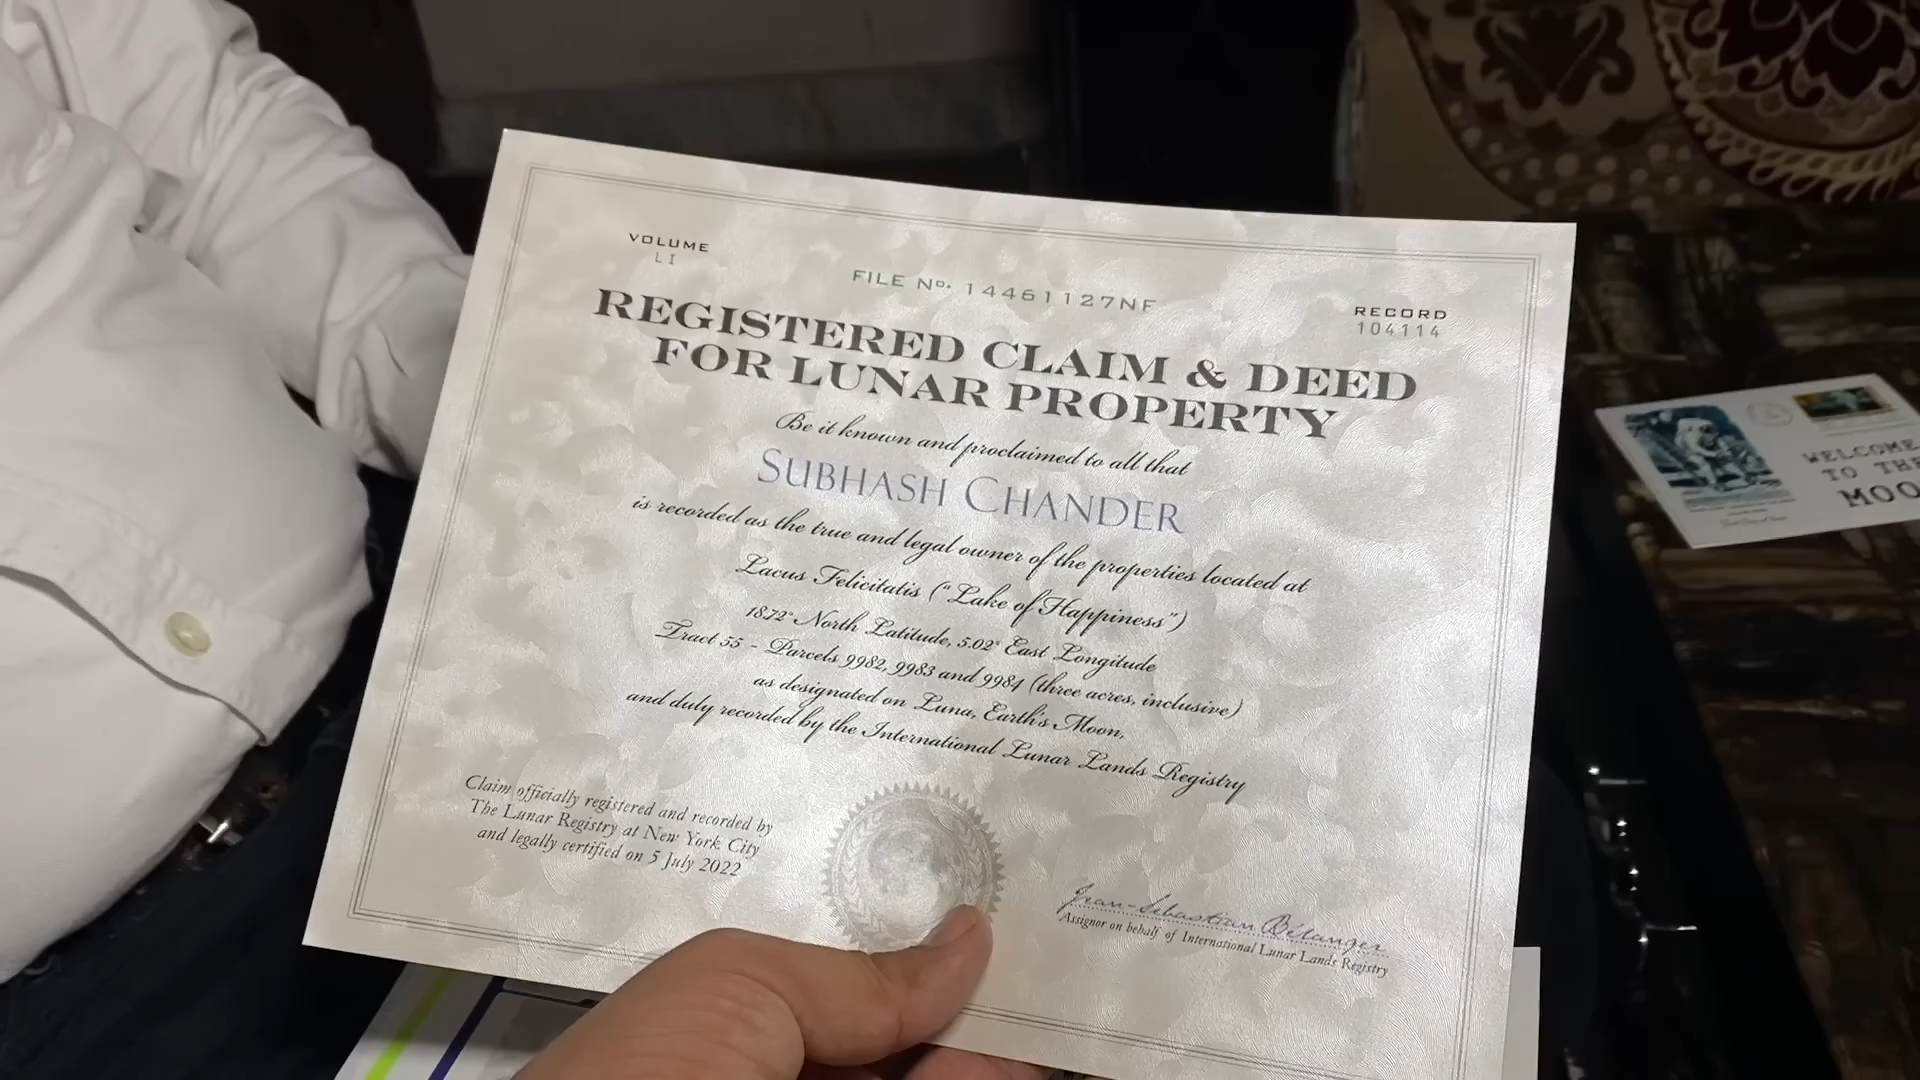 VOLUME
LI
FILE No. 14461127NF
RECORD
104114
REGISTERED CLAIM & DEED
FOR LUNAR PROPERTY
Be it known and proclaimed to all that
SUBHASH CHANDER
is recorded as the true and legal owner of the properties located at
Lacus Felicitatis ("Lake of Happiness")
18.72° North Latitude, 5.02° East Longitude
Tract 55 - Parcels 9982, 9983 and 9984 (three acres, inclusive)
as designated on Luna, Earth's Moon,
and duly recorded by the International Lunar Lands Registry
Claim officially registered and recorded by
The Lunar Registry at New York City
and legally certified on 5 July 2022
Jean-Sebastian Bélanger
Assignor on behalf of International Lunar Lands Registry
WELCOME
TO THE
MOO